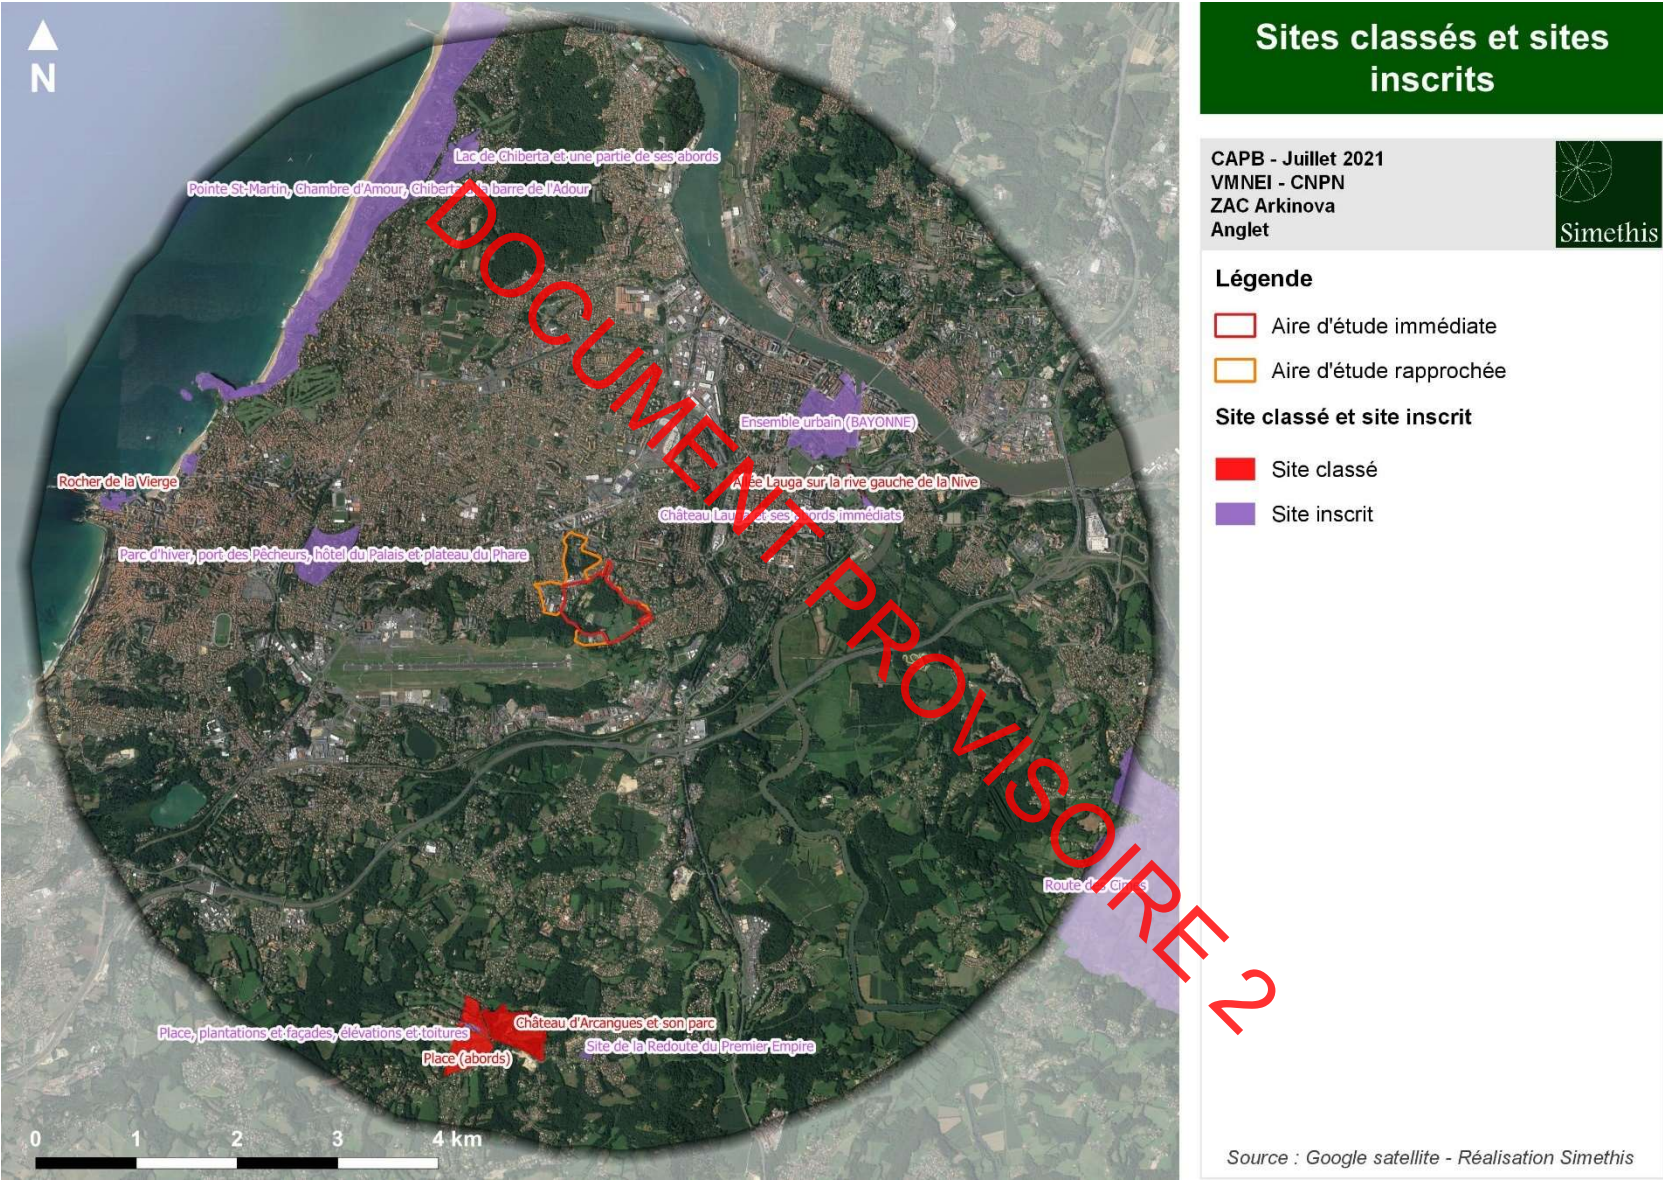 N
Lac de Chiberta et une partie de ses abords
Pointe St-Martin, Chambre d'Amour, Chiberta, la barre de l'Adour
Ensemble urbain (BAYONNE)
Rocher de la Vierge
Allée Lauga sur la rive gauche de la Nive
Château Lauga et ses abords immédiats
Parc d'hiver, port des Pêcheurs, hôtel du Palais et plateau du Phare
Route des Cimes
Place, plantations et façades, élévations et toitures
Château d'Arcangues et son parc
Site de la Redoute du Premier Empire
Place (abords)
0 1 2 3 4 km
DOCUMENT PROVISOIRE 2
Sites classés et sites
inscrits
CAPB - Juillet 2021
VMNEI - CNPN
ZAC Arkinova
Anglet
Simethis
Légende
Aire d'étude immédiate
Aire d'étude rapprochée
Site classé et site inscrit
Site classé
Site inscrit
Source : Google satellite - Réalisation Simethis